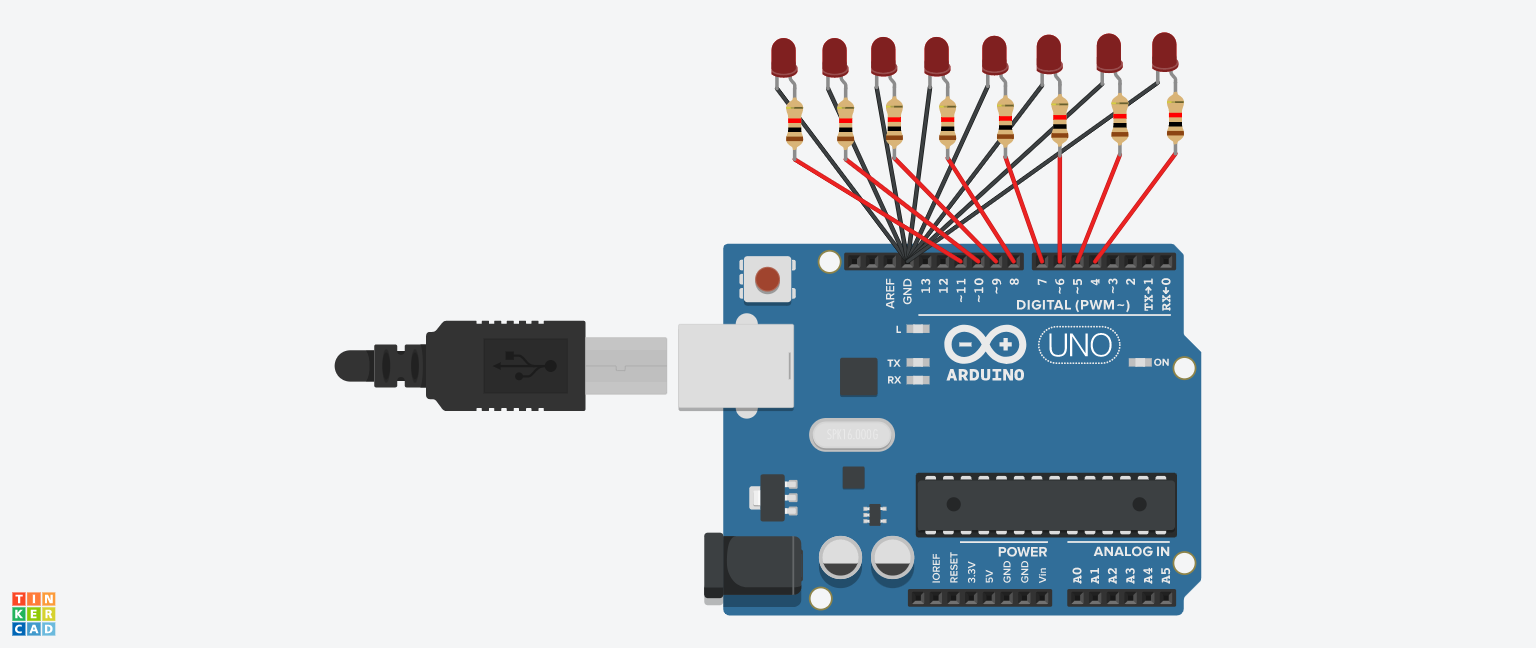 AREF
GND
13
12
~11
~10
~9
8
7
~6
~5
4
~3
2
TX→1
RX←0
DIGITAL (PWM~)
L
TX
RX
ARDUINO
UNO
ON
SPK16.000G
POWER
ANALOG IN
IOREF
RESET
3.3V
5V
GND
GND
Vin
A0
A1
A2
A3
A4
A5
TIN
KER
CAD